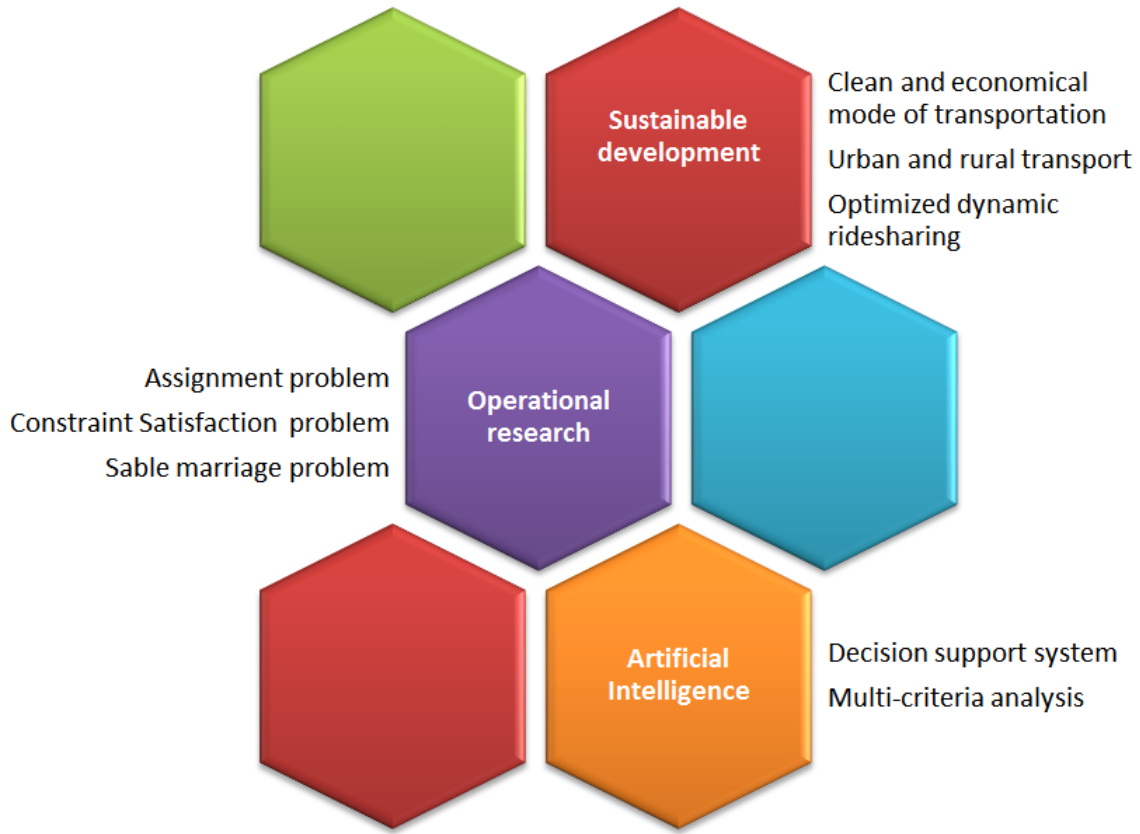 Sustainable
development
Clean and economical
mode of transportation
Urban and rural transport
Optimized dynamic
ridesharing
Assignment problem
Constraint Satisfaction  problem
Sable marriage problem
Operational
research
Artificial
Intelligence
Decision support system
Multi-criteria analysis